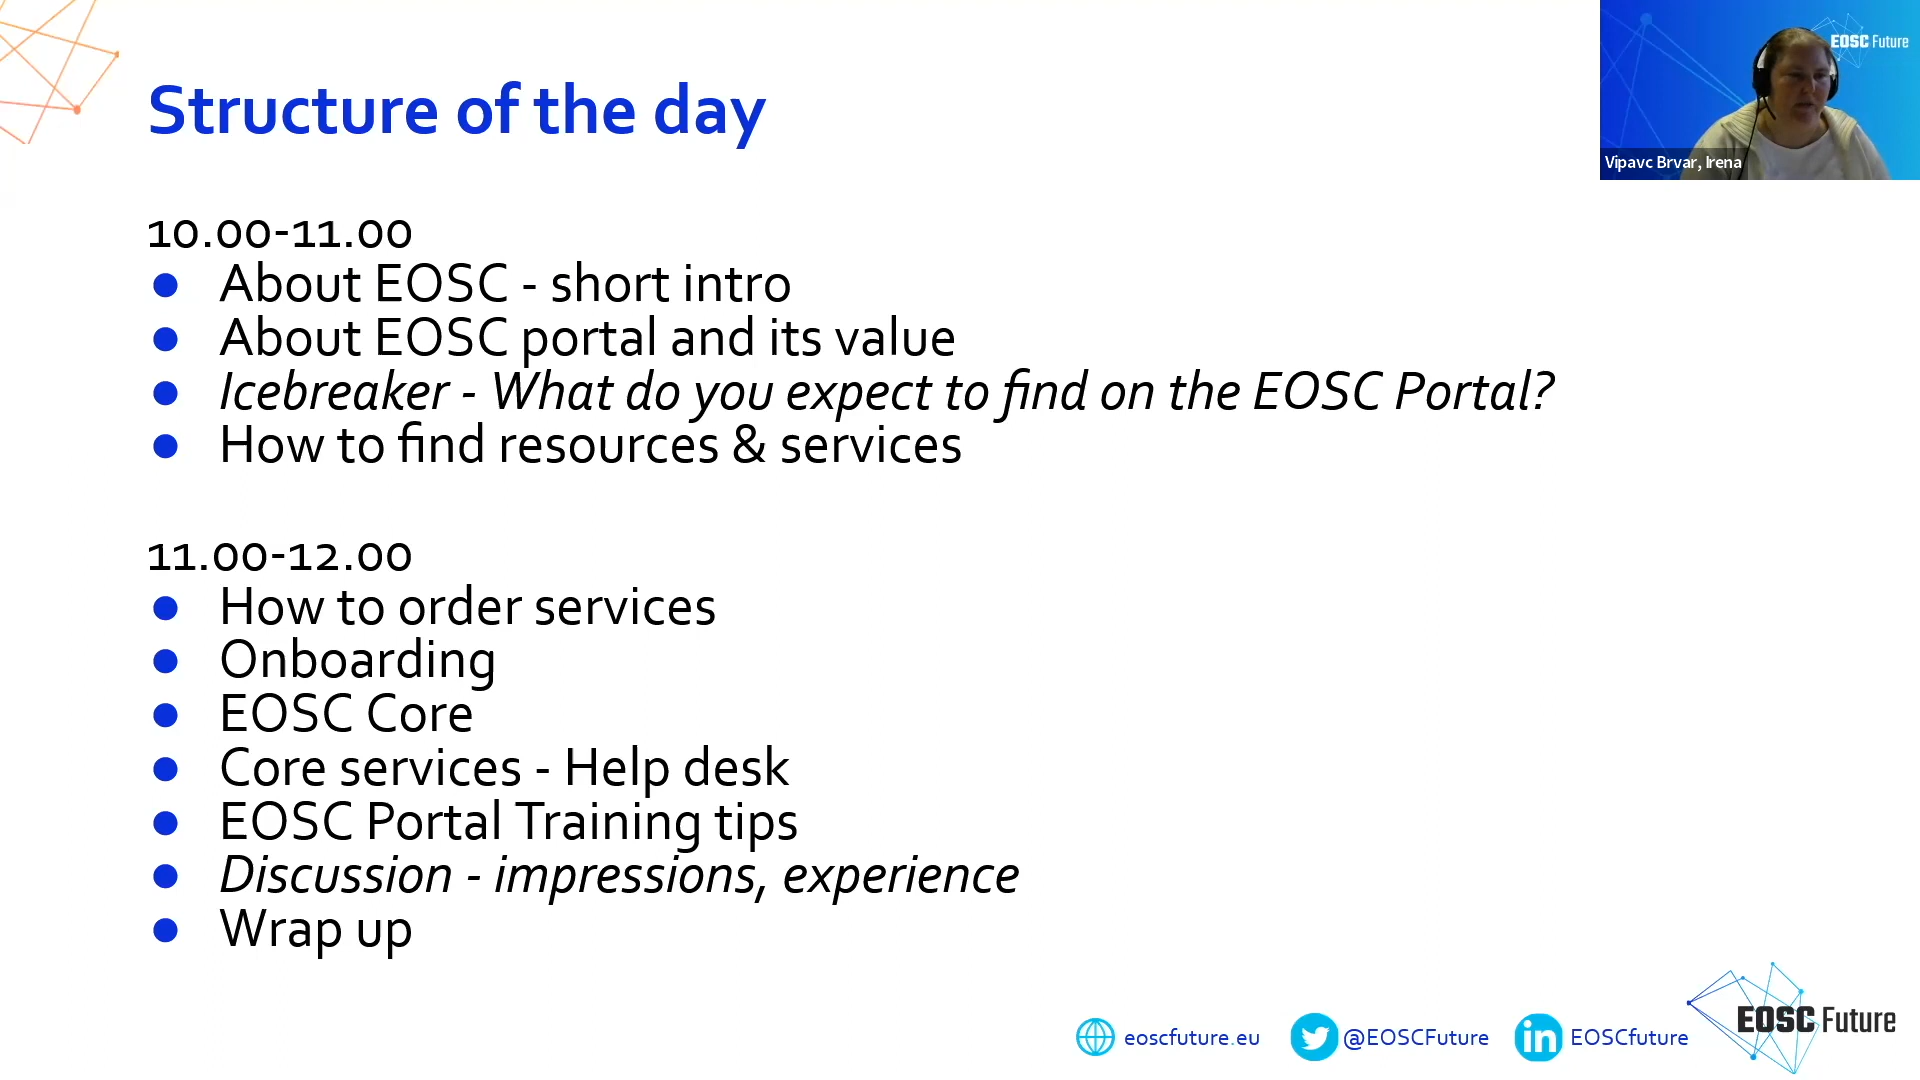 Structure of the day
EOSC Future
Vipavc Brvar, Irena
10.00-11.00
● About EOSC - short intro
● About EOSC portal and its value
● Icebreaker - What do you expect to find on the EOSC Portal?
● How to find resources & services
11.00-12.00
● How to order services
● Onboarding
● EOSC Core
● Core services - Help desk
● EOSC Portal Training tips
● Discussion - impressions, experience
● Wrap up
eoscfuture.eu @EOSCFuture in EOSCfuture
EOSC Future